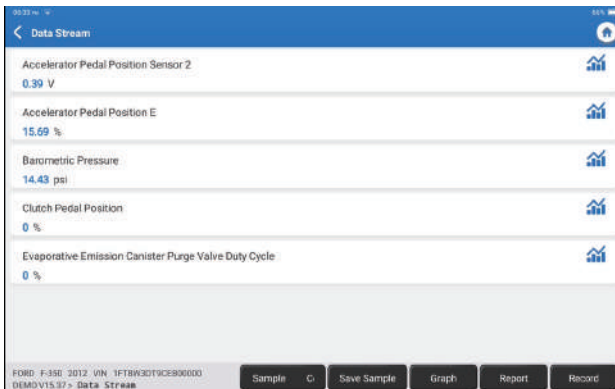 Data Stream
Accelerator Pedal Position Sensor 2
0.39 V
Accelerator Pedal Position E
15.69 %
Barometric Pressure
14.43 psi
Clutch Pedal Position
0 %
Evaporative Emission Canister Purge Valve Duty Cycle
0 %
FORD F-350 2012 VIN
DEMO V15.37 > Data Stream
Sample
Save Sample
Graph
Report
Record